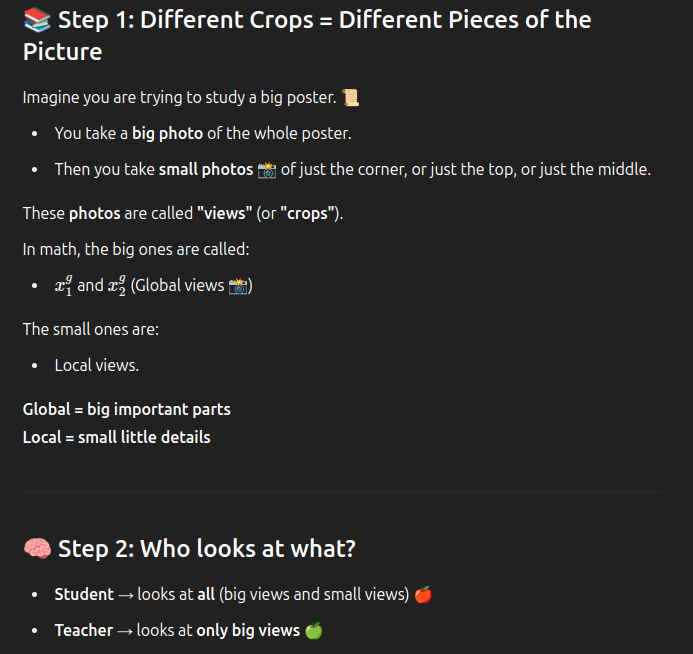 📚 Step 1: Different Crops = Different Pieces of the
Picture
Imagine you are trying to study a big poster. 📜
• You take a big photo of the whole poster.
• Then you take small photos 📸 of just the corner, or just the top, or just the middle.
These photos are called "views" (or "crops").
In math, the big ones are called:
• x₁ᵍ and x₂ᵍ (Global views 📸)
The small ones are:
• Local views.
Global = big important parts
Local = small little details
🧠 Step 2: Who looks at what?
• Student → looks at all (big views and small views) 🍎
• Teacher → looks at only big views 🍏